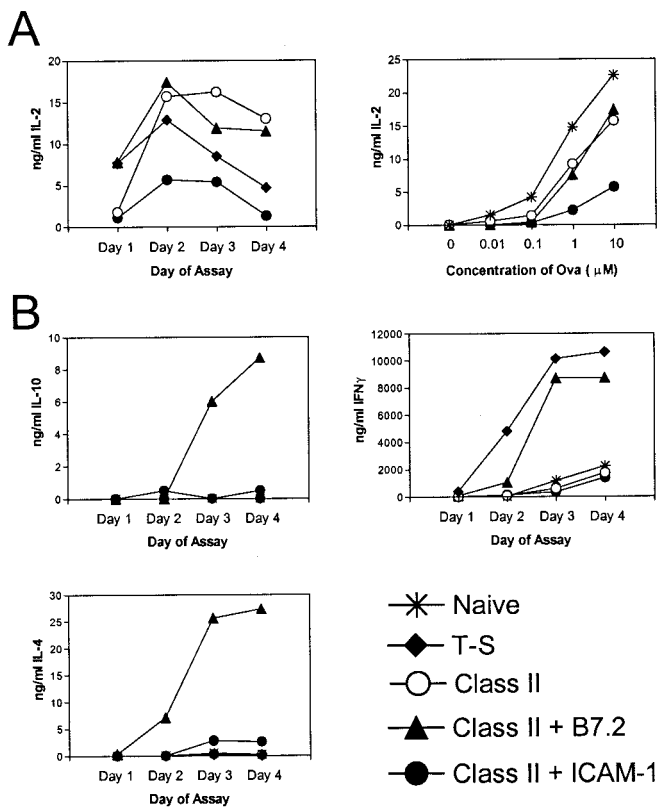 A
20
15
10
5
0
ng/ml IL-2
Day 1 Day 2 Day 3 Day 4
Day of Assay
25
20
15
10
5
0
ng/ml IL-2
0 0.01 0.1 1 10
Concentration of Ova ( μM)
B
10
8
6
4
2
0
ng/ml IL-10
Day 1 Day 2 Day 3 Day 4
Day of Assay
12000
10000
8000
6000
4000
2000
0
ng/ml IFNγ
Day 1 Day 2 Day 3 Day 4
Day of Assay
30
25
20
15
10
5
0
ng/ml IL-4
Day 1 Day 2 Day 3 Day 4
Day of Assay
Naive
T-S
Class II
Class II + B7.2
Class II + ICAM-1